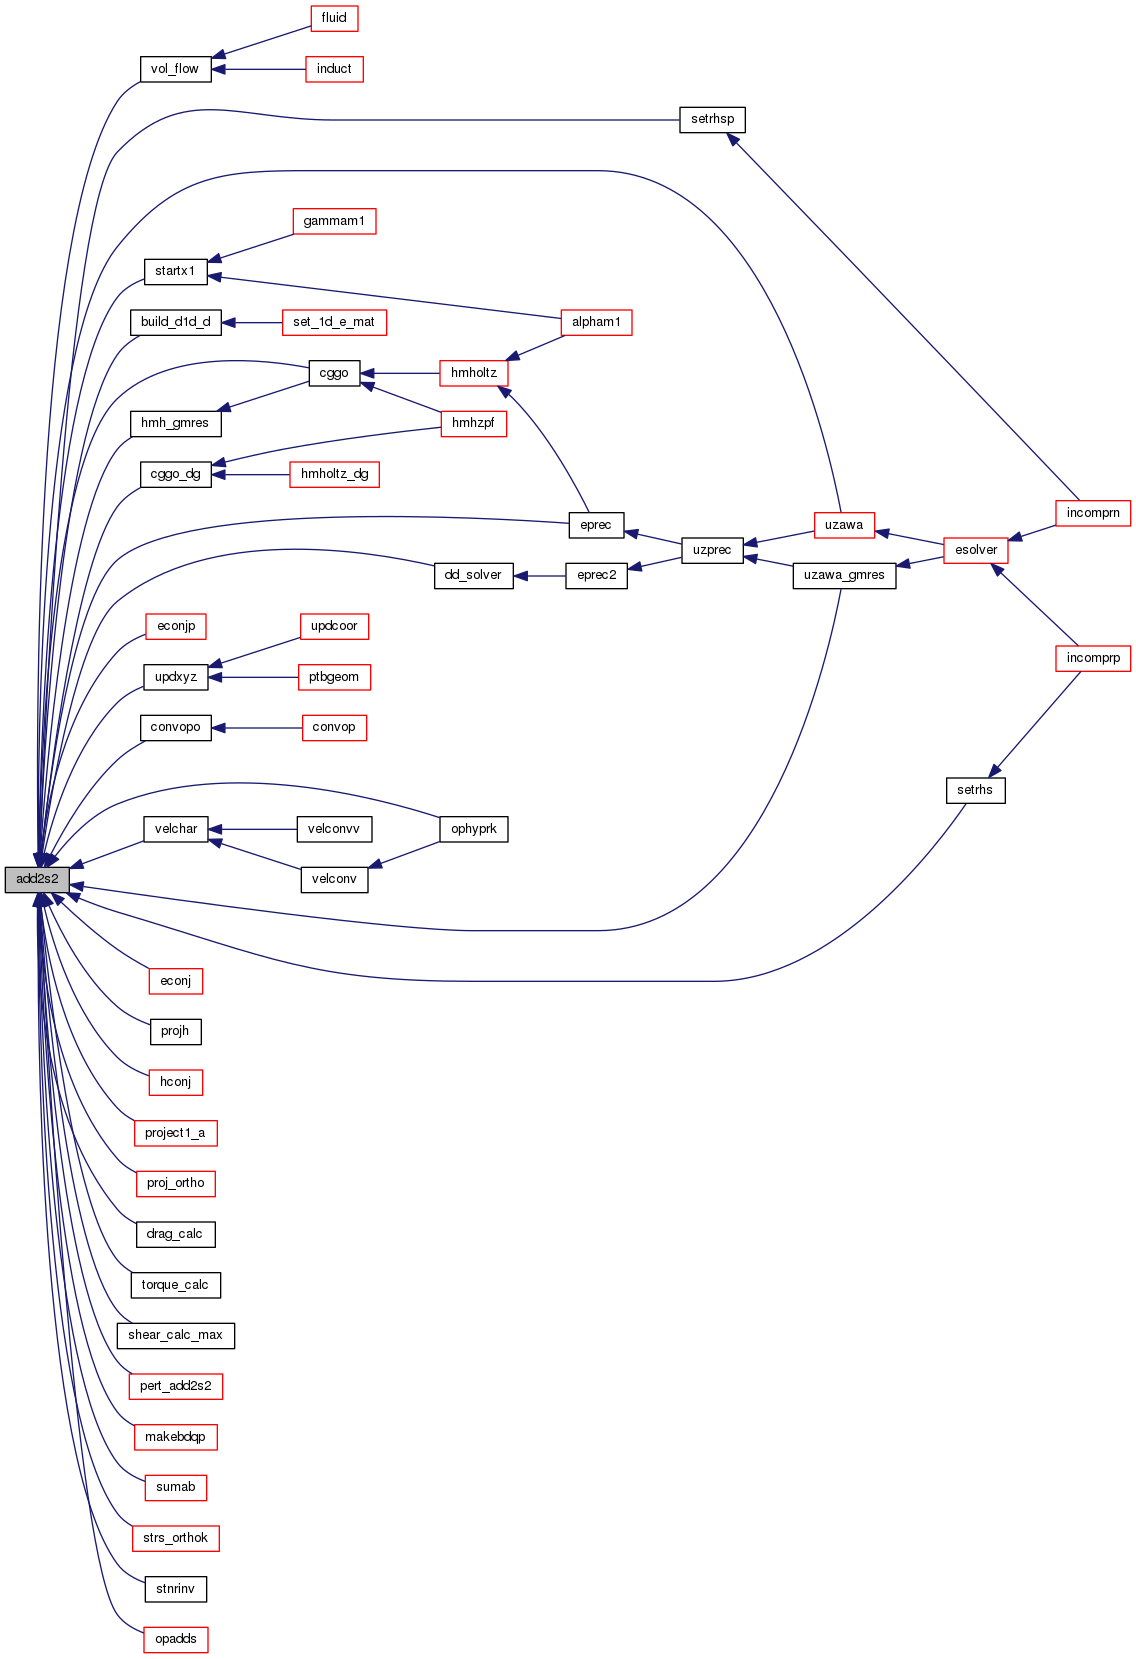 fluid
vol_flow
induct
setrhsp
gammam1
startx1
build_d1d_d
set_1d_e_mat
alpham1
cggo
hmholtz
hmh_gmres
hmhzpf
cggo_dg
hmholtz_dg
eprec
uzawa
incomprn
uzprec
esolver
dd_solver
eprec2
uzawa_gmres
econjp
updcoor
updxyz
ptbgeom
incomprp
convopo
convop
setrhs
velchar
velconvv
ophyprk
add2s2
velconv
econj
projh
hconj
project1_a
proj_ortho
drag_calc
torque_calc
shear_calc_max
pert_add2s2
makebdqp
sumab
strs_orthok
stnrinv
opadds